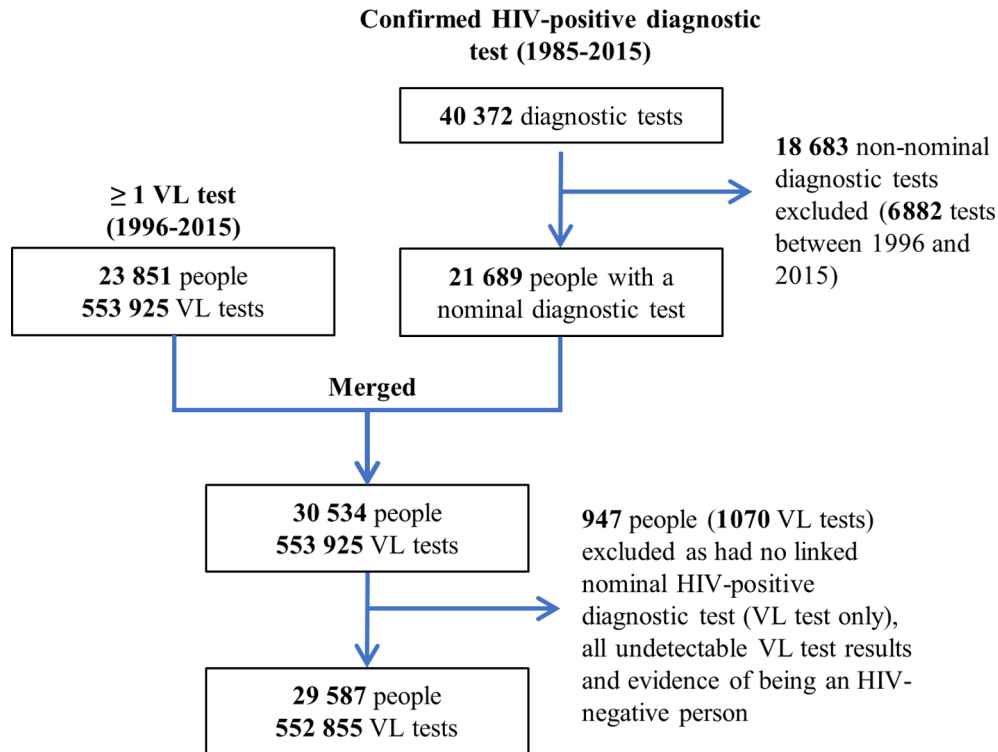 Confirmed HIV-positive diagnostic
test (1985-2015)
40 372 diagnostic tests
18 683 non-nominal
diagnostic tests
excluded (6882 tests
between 1996 and
2015)
≥ 1 VL test
(1996-2015)
23 851 people
553 925 VL tests
21 689 people with a
nominal diagnostic test
Merged
30 534 people
553 925 VL tests
947 people (1070 VL tests)
excluded as had no linked
nominal HIV-positive
diagnostic test (VL test only),
all undetectable VL test results
and evidence of being an HIV-
negative person
29 587 people
552 855 VL tests